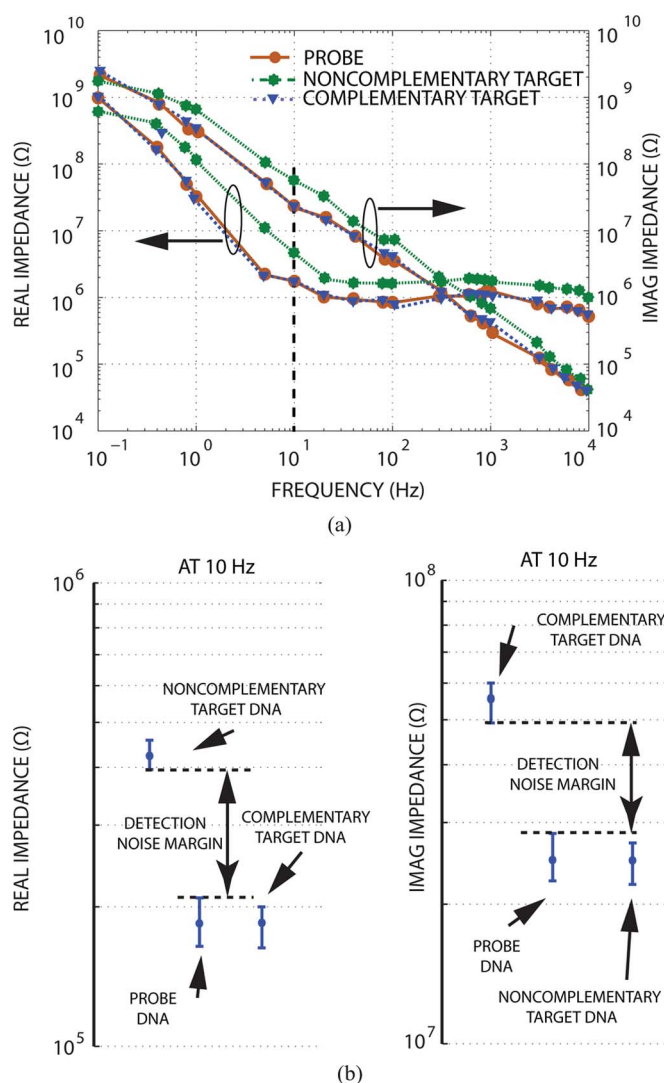 (a)
10^10
10^9
10^8
10^7
10^6
10^5
10^4
REAL IMPEDANCE (Ω)
PROBE
NONCOMPLEMENTARY TARGET
COMPLEMENTARY TARGET
10^10
10^9
10^8
10^7
10^6
10^5
10^4
IMAG IMPEDANCE (Ω)
10^−1 10^0 10^1 10^2 10^3 10^4
FREQUENCY (Hz)
(a)
AT 10 Hz
10^6
REAL IMPEDANCE (Ω)
NONCOMPLEMENTARY
TARGET DNA
DETECTION
NOISE MARGIN
COMPLEMENTARY
TARGET DNA
PROBE
DNA
10^5
AT 10 Hz
10^8
IMAG IMPEDANCE (Ω)
COMPLEMENTARY
TARGET DNA
DETECTION
NOISE MARGIN
PROBE
DNA
NONCOMPLEMENTARY
TARGET DNA
10^7
(b)